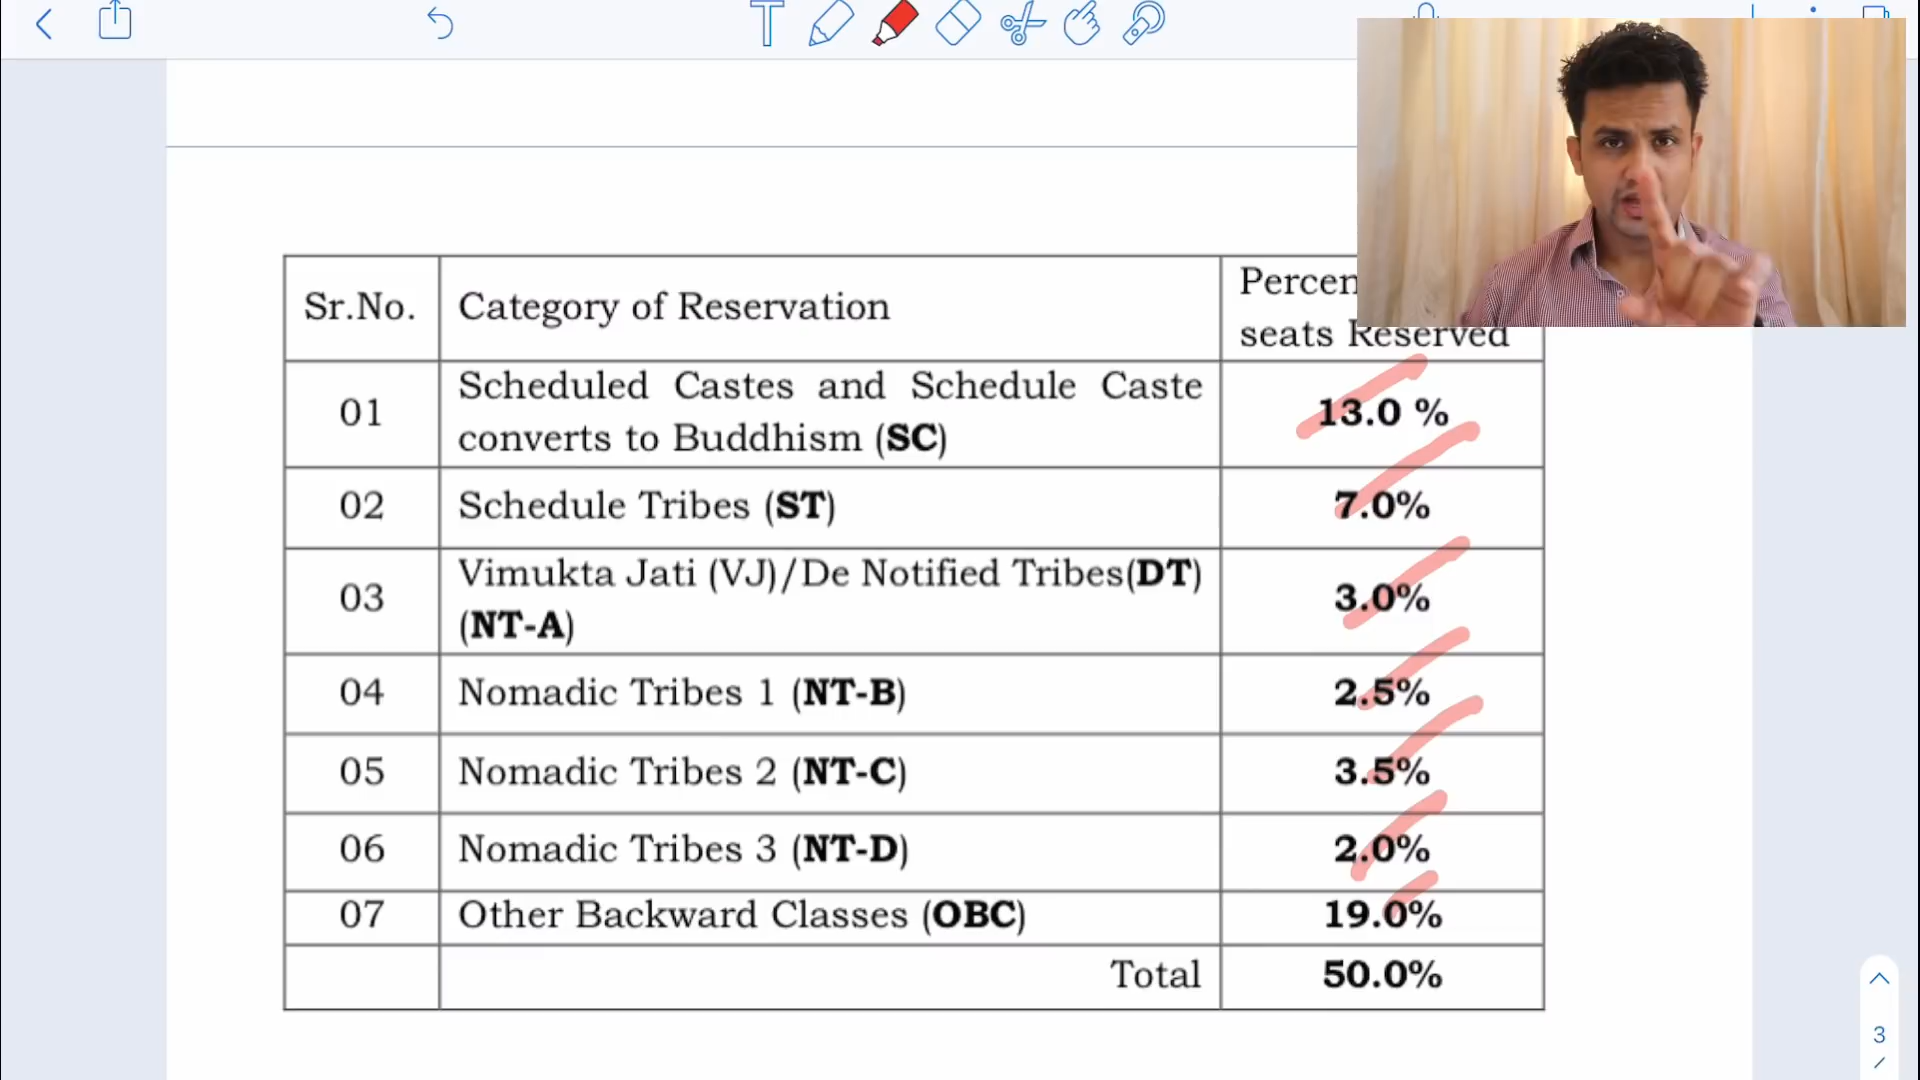 Sr.No. Category of Reservation
seats Reserved
01 Scheduled Castes and Schedule Caste
converts to Buddhism (SC) 13.0 %
02 Schedule Tribes (ST) 7.0%
03 Vimukta Jati (VJ)/De Notified Tribes(DT)
(NT-A) 3.0%
04 Nomadic Tribes 1 (NT-B) 2.5%
05 Nomadic Tribes 2 (NT-C) 3.5%
06 Nomadic Tribes 3 (NT-D) 2.0%
07 Other Backward Classes (OBC) 19.0%
Total 50.0%
3
/